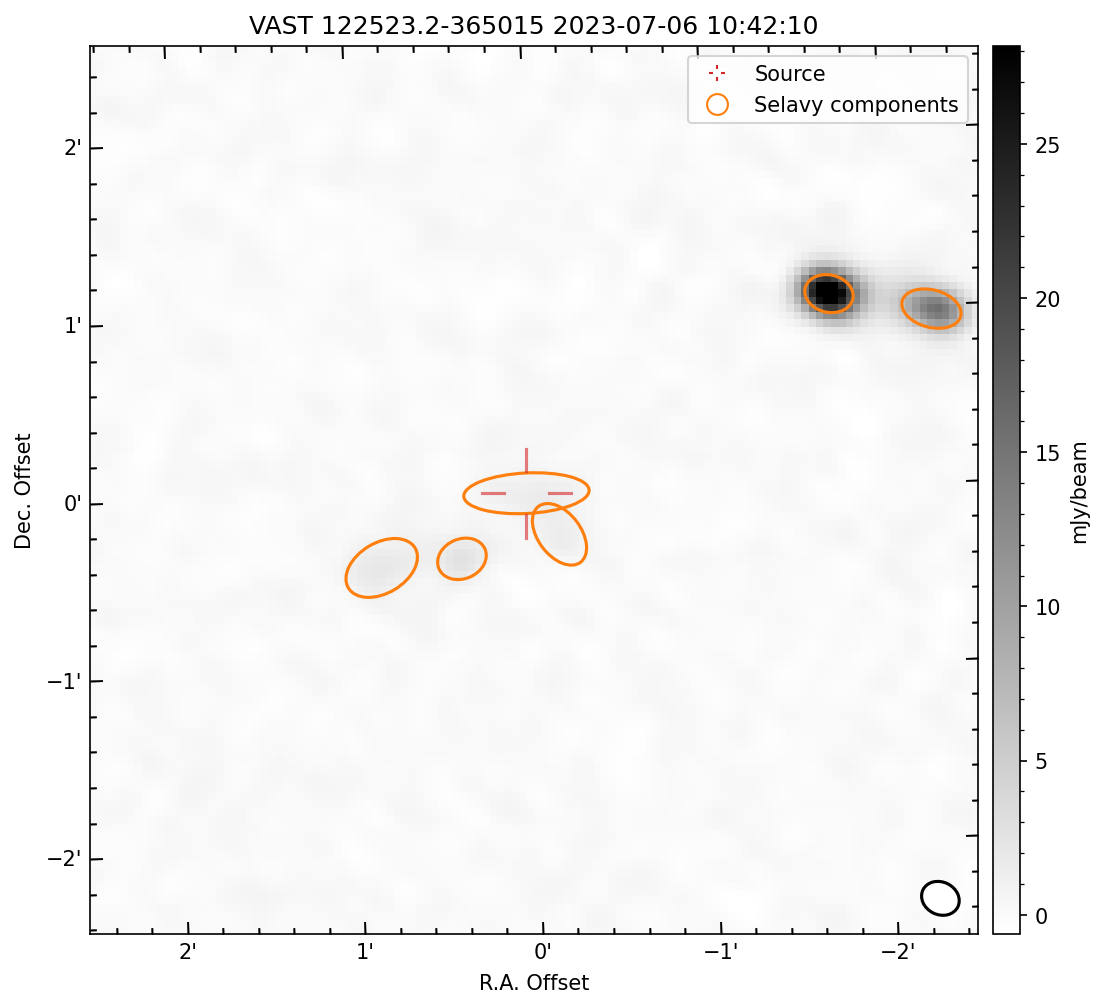 VAST 122523.2-365015 2023-07-06 10:42:10
Source
Selavy components
2'
1'
0'
−1'
−2'
Dec. Offset
2'
1'
0'
−1'
−2'
R.A. Offset
25
20
15
10
5
0
mJy/beam